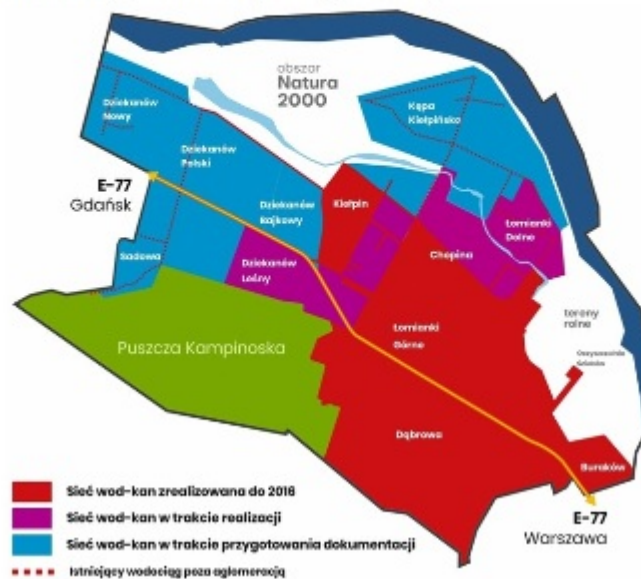 obszar
Natura
2000
Dziekanów
Nowy
Kępa
Kiełpińska
Dziekanów
Polski
E-77
Gdańsk
Dziekanów
Bajkowy
Kiełpin
Łomianki
Dolne
Sadowa
Dziekanów
Leśny
Chopina
tereny
rolne
Łomianki
Górne
Puszcza Kampinoska
Oczyszczalnia
Dąbrowa
Buraków
Sieć wod-kan zrealizowana do 2016
Sieć wod-kan w trakcie realizacji
Sieć wod-kan w trakcie przygotowania dokumentacji
Istniejący wodociąg poza aglomeracją
E-77
Warszawa